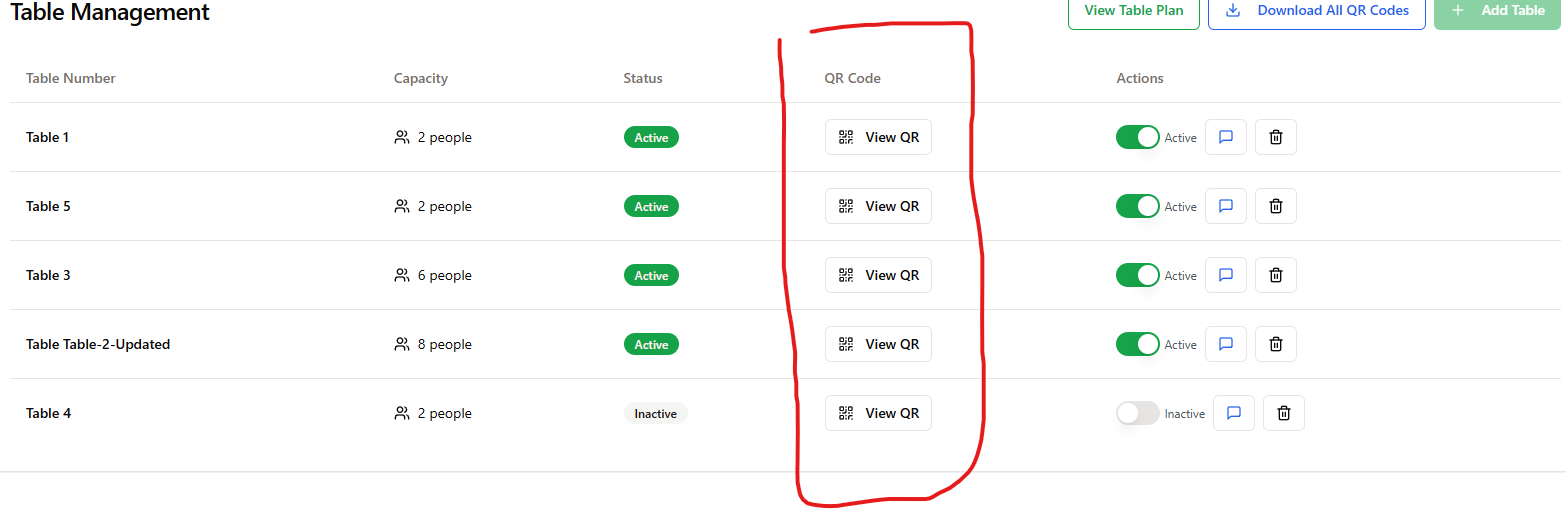 Table Management
View Table Plan
Download All QR Codes
Add Table
Table Number Capacity Status QR Code Actions
Table 1 2 people Active View QR Active
Table 5 2 people Active View QR Active
Table 3 6 people Active View QR Active
Table Table-2-Updated 8 people Active View QR Active
Table 4 2 people Inactive View QR Inactive